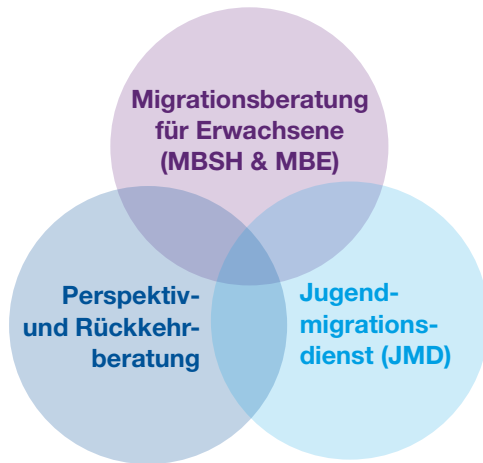 Migrationsberatung
für Erwachsene
(MBSH & MBE)
Perspektiv-
und Rückkehr-
beratung
Jugend-
migrations-
dienst (JMD)